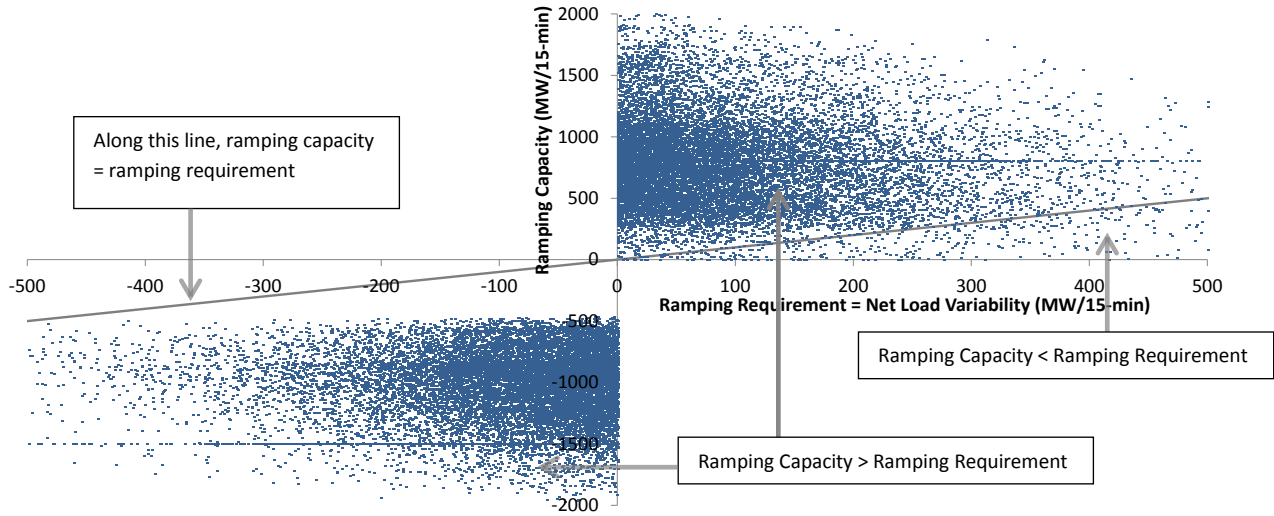 2000
1500
1000
500
0
Ramping Capacity (MW/15-min)
Along this line, ramping capacity
= ramping requirement
-500 -400 -300 -200 -100 0 100 200 300 400 500
Ramping Requirement = Net Load Variability (MW/15-min)
-500
Ramping Capacity < Ramping Requirement
-1000
-1500
Ramping Capacity > Ramping Requirement
-2000